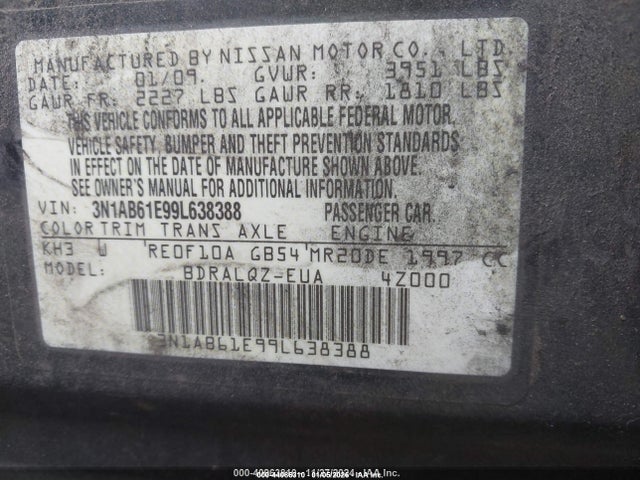 MANUFACTURED BY NISSAN MOTOR CO., LTD.
DATE: 01/09. GVWR: 3951 LBS
GAWR FR: 2227 LBS GAWR RR: 1810 LBS
THIS VEHICLE CONFORMS TO ALL APPLICABLE FEDERAL MOTOR.
VEHICLE SAFETY, BUMPER AND THEFT PREVENTION STANDARDS
IN EFFECT ON THE DATE OF MANUFACTURE SHOWN ABOVE.
SEE OWNER'S MANUAL FOR ADDITIONAL INFORMATION.
VIN: 3N1AB61E99L638388 PASSENGER CAR.
COLOR TRIM TRANS AXLE ENGINE
KH3 U RE0F10A GB54 MR20DE 1997 CC
MODEL: BDRALQZ-EUA 4Z000
3N1AB61E99L638388
IAA, Inc.